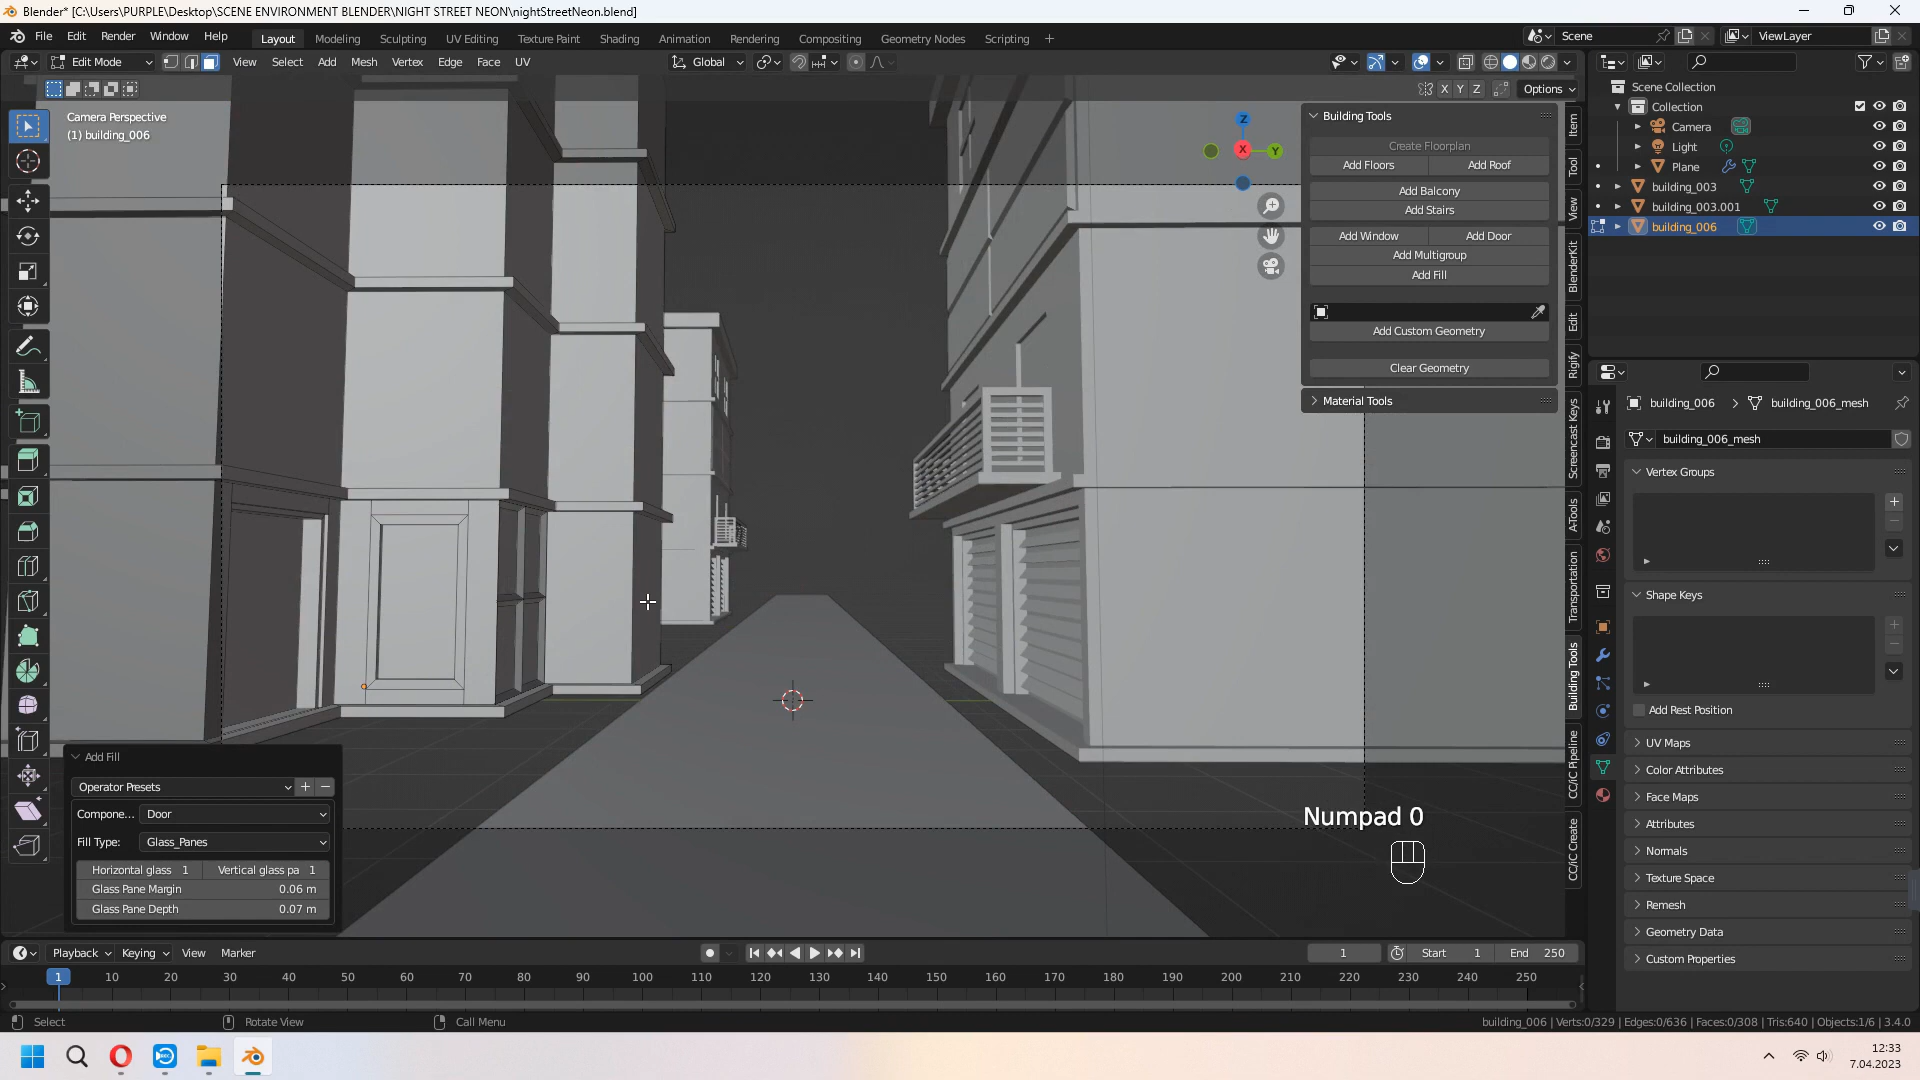 Blender* [C:\Users\PURPLE\Desktop\SCENE ENVIRONMENT BLENDER\NIGHT STREET NEON\nightStreetNeon.blend]
File Edit Render Window Help Layout Modeling Sculpting UV Editing Texture Paint Shading Animation Rendering Compositing Geometry Nodes Scripting + Scene ViewLayer
Edit Mode View Select Add Mesh Vertex Edge Face UV Global
X Y Z Options
Camera Perspective
(1) building_006
Z
X
Y
Building Tools
Create Floorplan
Add Floors Add Roof
Add Balcony
Add Stairs
Add Window Add Door
Add Multigroup
Add Fill
Add Custom Geometry
Clear Geometry
Material Tools
Item
Tool
View
BlenderKit
Edit
Rigify
Screencast Keys
A-Tools
Transportation
Building Tools
CC/iC Pipeline
CC/iC Create
Scene Collection
Collection
Camera
Light
Plane
building_003
building_003.001
building_006
building_006 > building_006_mesh
building_006_mesh
Vertex Groups
Shape Keys
Add Rest Position
UV Maps
Color Attributes
Face Maps
Attributes
Normals
Texture Space
Remesh
Geometry Data
Custom Properties
Add Fill
Operator Presets
Compone... Door
Fill Type: Glass_Panes
Horizontal glass 1 Vertical glass pa 1
Glass Pane Margin 0.06 m
Glass Pane Depth 0.07 m
Numpad 0
Playback Keying View Marker 1 Start 1 End 250
1 10 20 30 40 50 60 70 80 90 100 110 120 130 140 150 160 170 180 190 200 210 220 230 240 250
Select Rotate View Call Menu building_006 | Verts:0/329 | Edges:0/636 | Faces:0/308 | Tris:640 | Objects:1/6 | 3.4.0
REC
12:33
7.04.2023